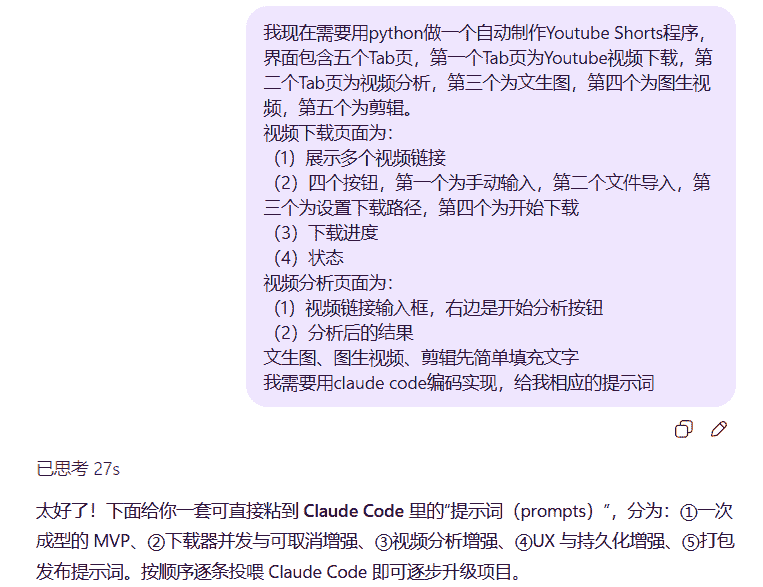 我现在需要用python做一个自动制作Youtube Shorts程序，
界面包含五个Tab页，第一个Tab页为Youtube视频下载，第
二个Tab页为视频分析，第三个为文生图，第四个为图生视
频，第五个为剪辑。
视频下载页面为：
（1）展示多个视频链接
（2）四个按钮，第一个为手动输入，第二个文件导入，第
三个为设置下载路径，第四个为开始下载
（3）下载进度
（4）状态
视频分析页面为：
（1）视频链接输入框，右边是开始分析按钮
（2）分析后的结果
文生图、图生视频、剪辑先简单填充文字
我需要用claude code编码实现，给我相应的提示词
已思考 27s
太好了！下面给你一套可直接粘到 Claude Code 里的“提示词（prompts）”，分为：①一次
成型的 MVP、②下载器并发与可取消增强、③视频分析增强、④UX 与持久化增强、⑤打包
发布提示词。按顺序逐条投喂 Claude Code 即可逐步升级项目。